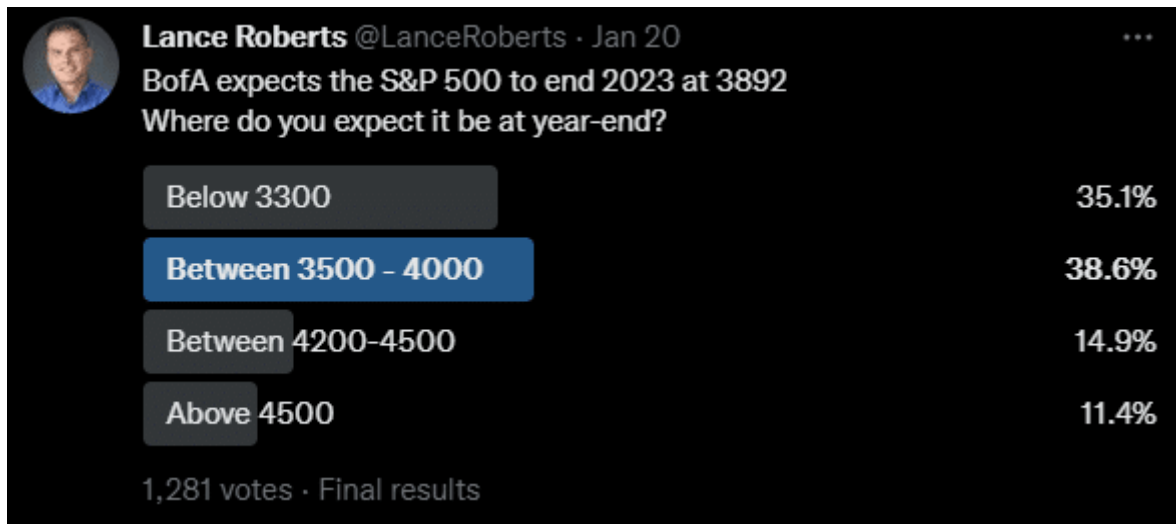 Lance Roberts @LanceRoberts · Jan 20 ...
BofA expects the S&P 500 to end 2023 at 3892
Where do you expect it be at year-end?
Below 3300 35.1%
Between 3500 - 4000 38.6%
Between 4200-4500 14.9%
Above 4500 11.4%
1,281 votes · Final results